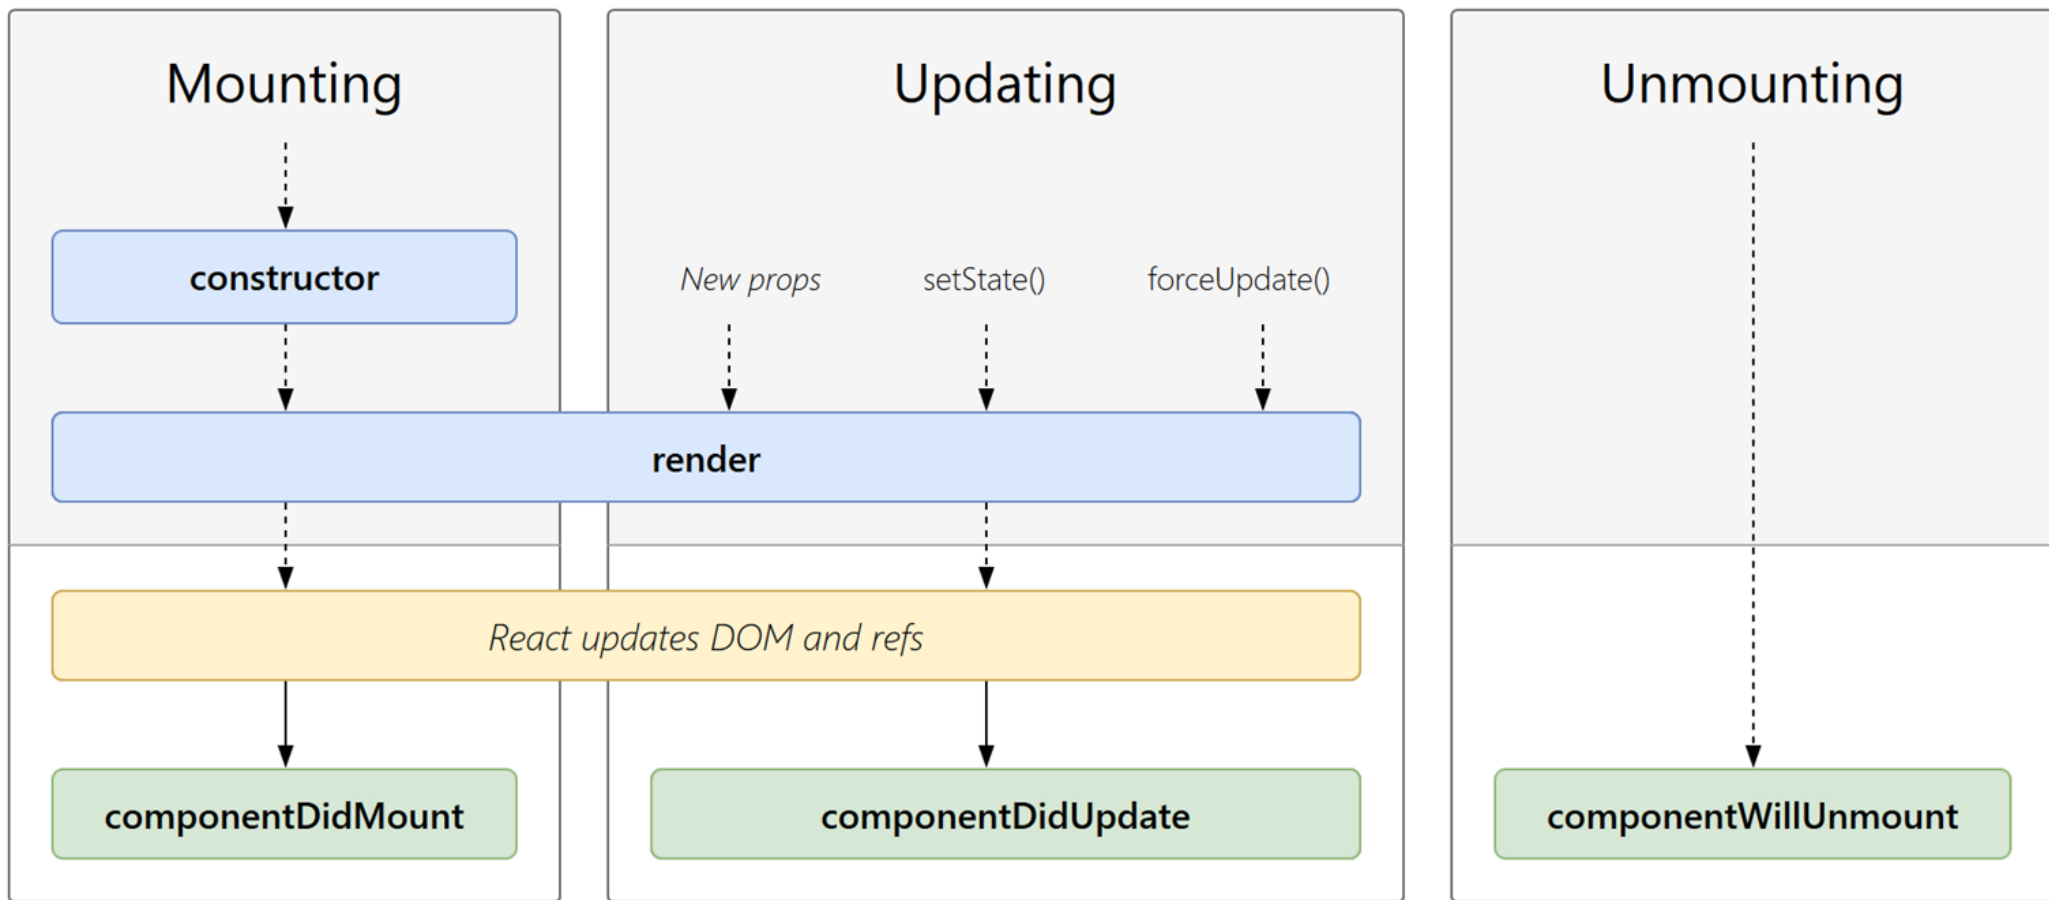 Mounting
Updating
Unmounting
constructor
New props
setState()
forceUpdate()
render
React updates DOM and refs
componentDidMount
componentDidUpdate
componentWillUnmount